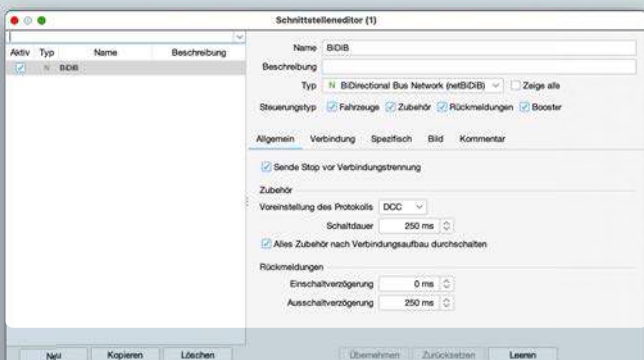 Schnittstelleneditor (1)
Aktiv Typ Name Beschreibung
N BiDiB
Name BiDiB
Beschreibung
Typ N BiDirectional Bus Network (netBiDiB) Zeige alle
Steuerungstyp Fahrzeuge Zubehör Rückmeldungen Booster
Allgemein Verbindung Spezifisch Bild Kommentar
Sende Stop vor Verbindungstrennung
Zubehör
Voreinstellung des Protokolls DCC
Schaltdauer 250 ms
Alles Zubehör nach Verbindungsaufbau durchschalten
Rückmeldungen
Einschaltverzögerung 0 ms
Ausschaltverzögerung 250 ms
Neu Kopieren Löschen Übernehmen Zurücksetzen Leeren